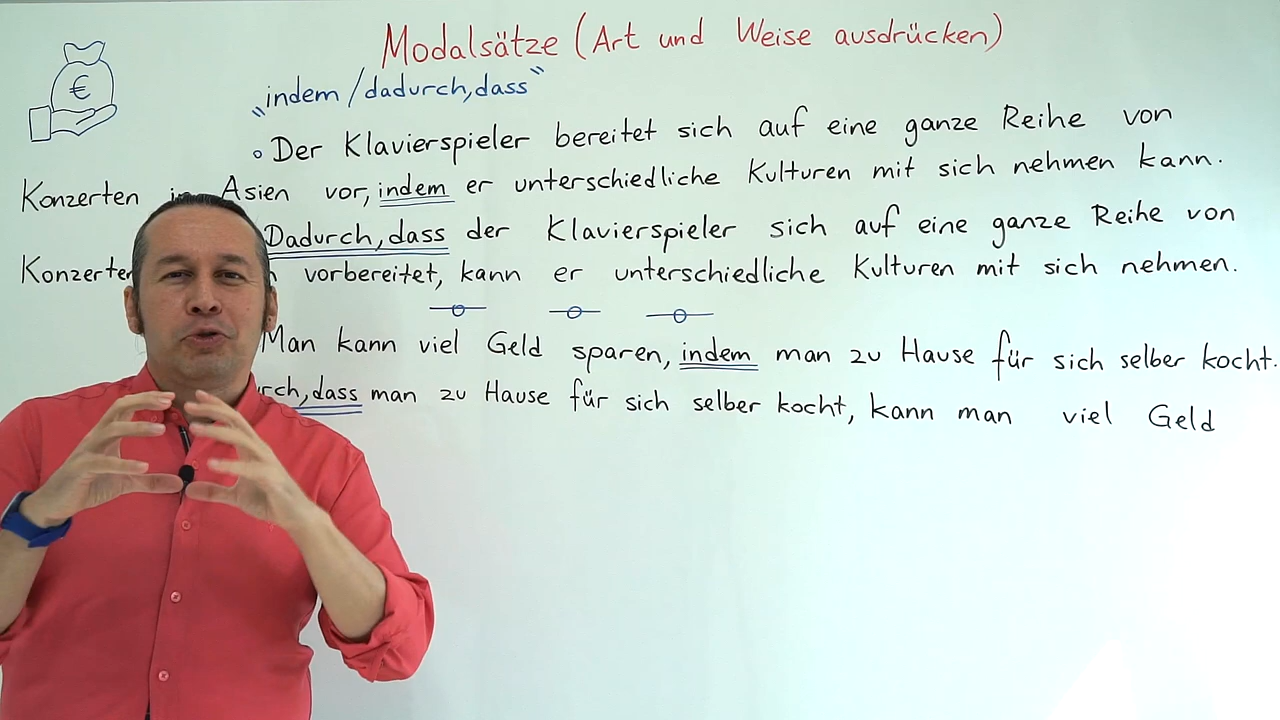 Modalsätze (Art und Weise ausdrücken)
€
„indem / dadurch, dass“
Der Klavierspieler bereitet sich auf eine ganze Reihe von
Konzerten in Asien vor, indem er unterschiedliche Kulturen mit sich nehmen kann.
Dadurch, dass der Klavierspieler sich auf eine ganze Reihe von
Konzerten vorbereitet, kann er unterschiedliche Kulturen mit sich nehmen.
Man kann viel Geld sparen, indem man zu Hause für sich selber kocht.
rch, dass man zu Hause für sich selber kocht, kann man viel Geld